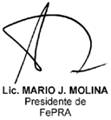 Lic. MARIO J. MOLINA
Presidente de
FePRA